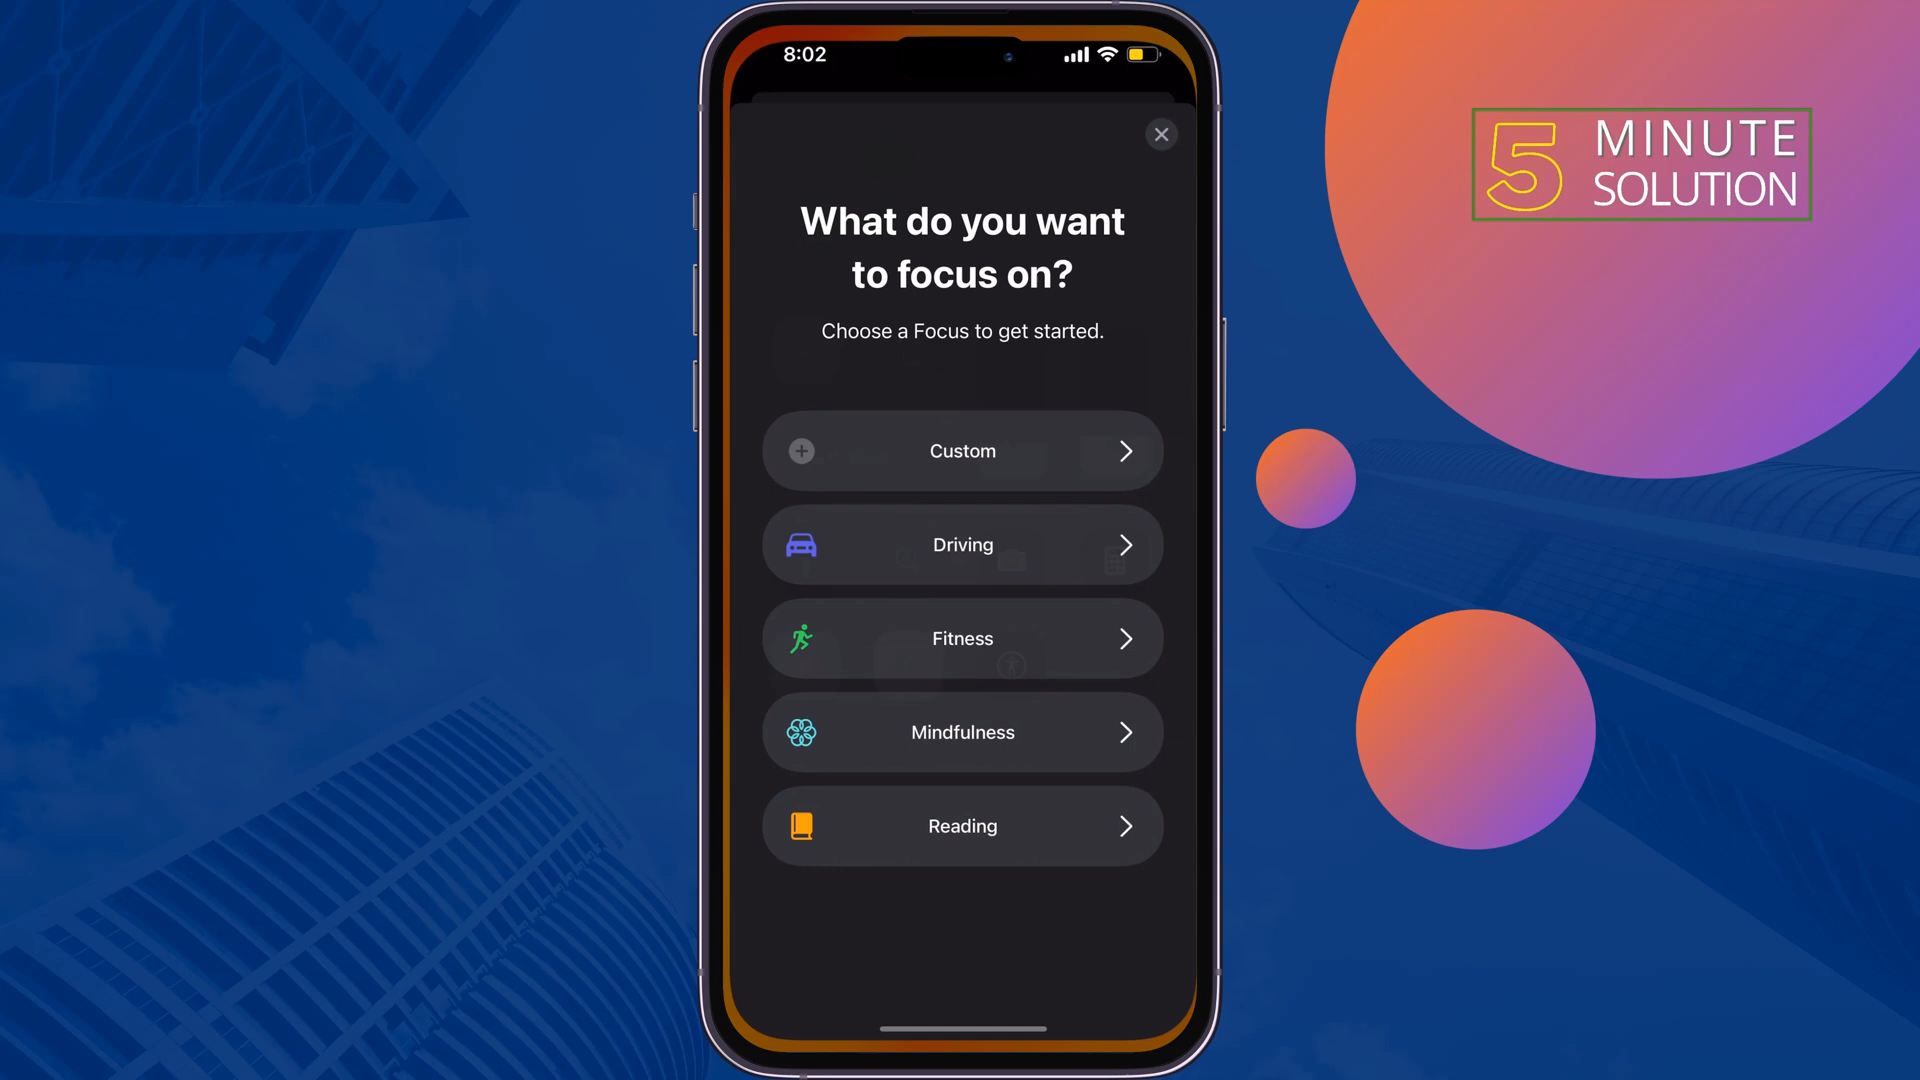 8:02
5 MINUTE
SOLUTION
What do you want
to focus on?
Choose a Focus to get started.
Custom
Driving
Fitness
Mindfulness
Reading